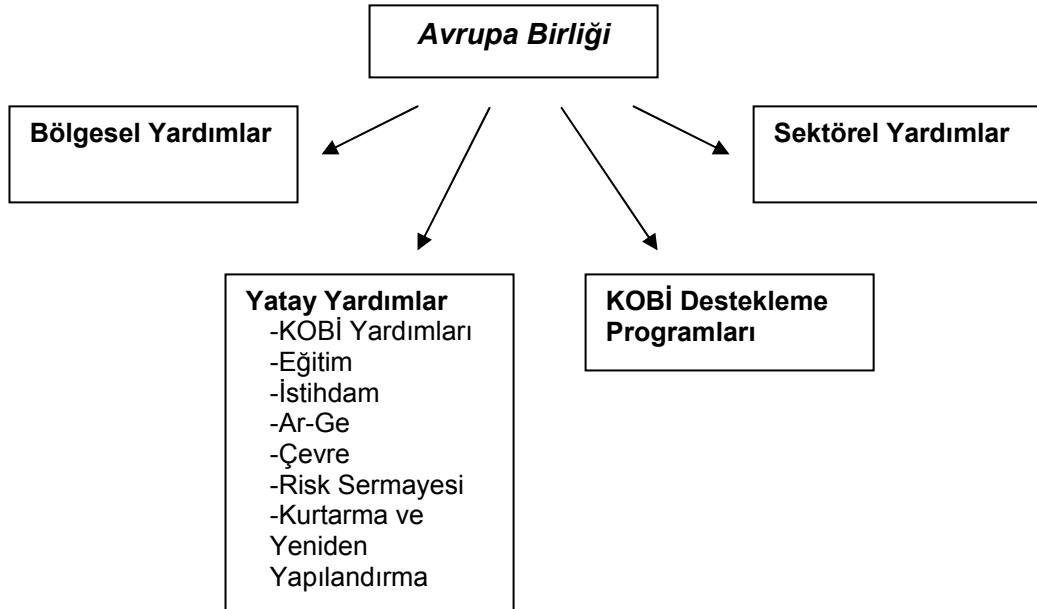 Avrupa Birliği
Bölgesel Yardımlar
Sektörel Yardımlar
Yatay Yardımlar
-KOBİ Yardımları
-Eğitim
-İstihdam
-Ar-Ge
-Çevre
-Risk Sermayesi
-Kurtarma ve
Yeniden
Yapılandırma
KOBİ Destekleme
Programları